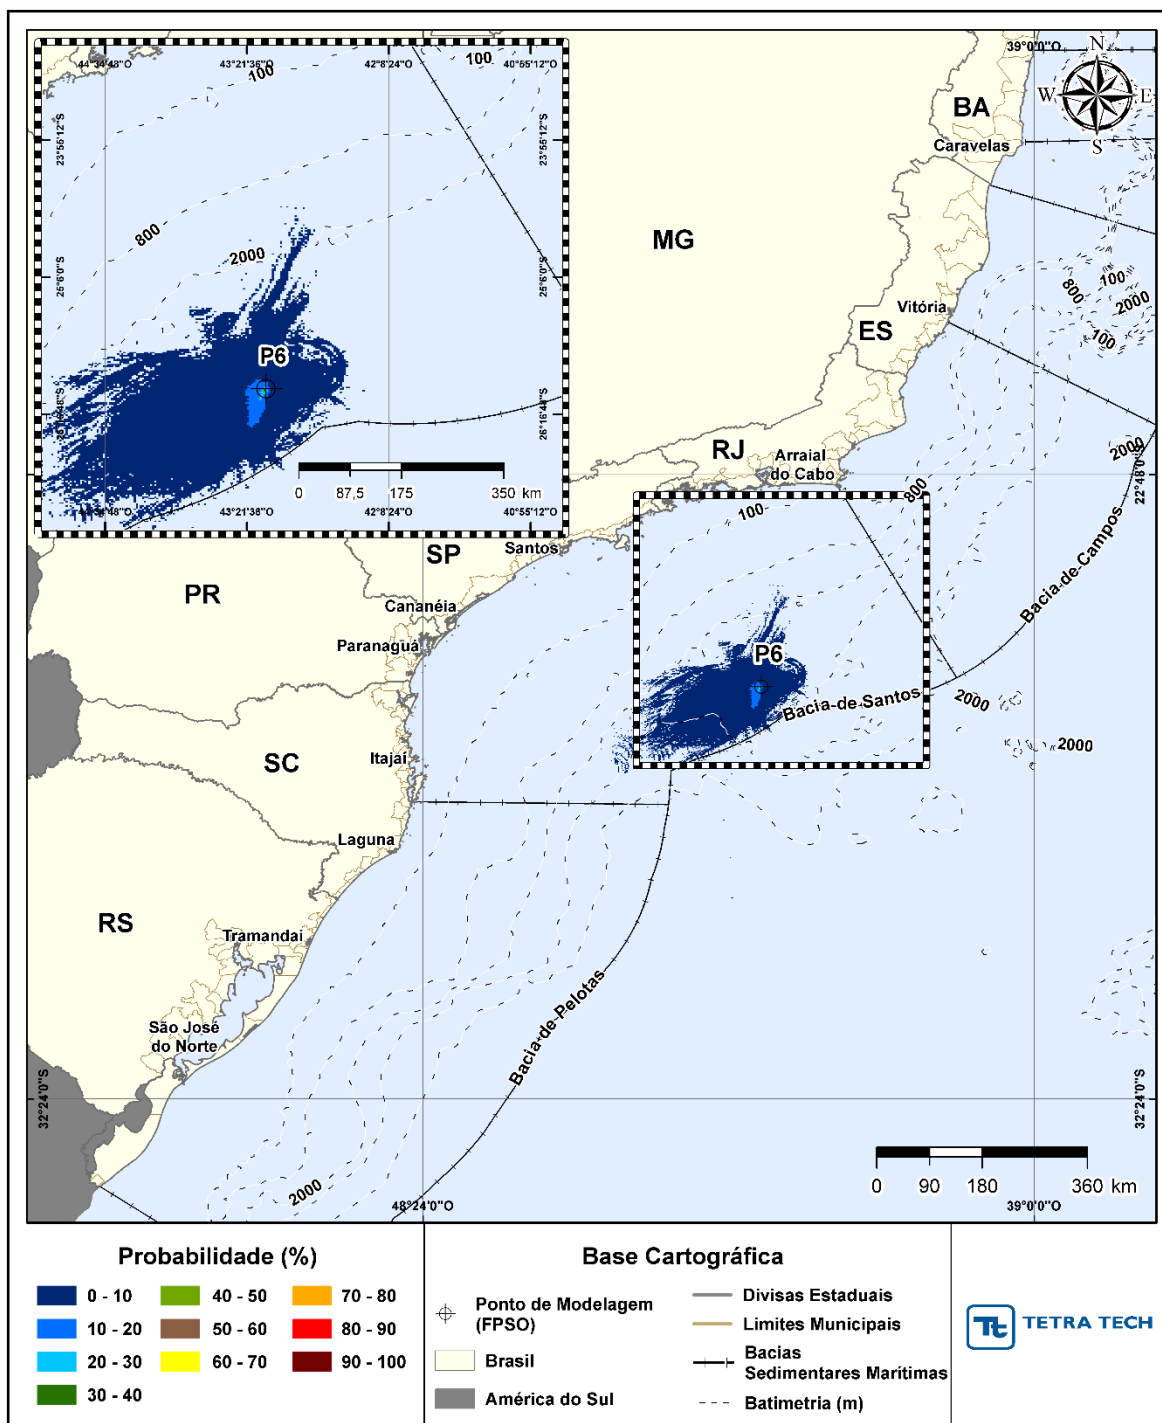 44°34'48"O
43°21'36"O
42°8'24"O
40°55'12"O
100
100
23°55'12"S
23°55'12"S
800
2000
25°6'0"S
25°6'0"S
P6
26°16'48"S
26°16'48"S
0 87,5 175 350 km
44°34'48"O
43°21'36"O
42°8'24"O
40°55'12"O
39°0'0"O
N
W E
S
BA
Caravelas
MG
800
100
2000
100
Vitória
ES
2000
22°48'0"S
RJ
Arraial
do Cabo
800
100
Bacia de Campos
SP
Santos
PR
Cananéia
Paranaguá
P6
Bacia de Santos
2000
2000
SC
Itajaí
Laguna
RS
Tramandaí
Bacia de Pelotas
São José
do Norte
32°24'0"S
32°24'0"S
2000
48°24'0"O
39°0'0"O
0 90 180 360 km
Probabilidade (%)
0 - 10
10 - 20
20 - 30
30 - 40
40 - 50
50 - 60
60 - 70
70 - 80
80 - 90
90 - 100
Base Cartográfica
Ponto de Modelagem
(FPSO)
Brasil
América do Sul
Divisas Estaduais
Limites Municipais
Bacias
Sedimentares Marítimas
Batimetria (m)
Tt TETRA TECH